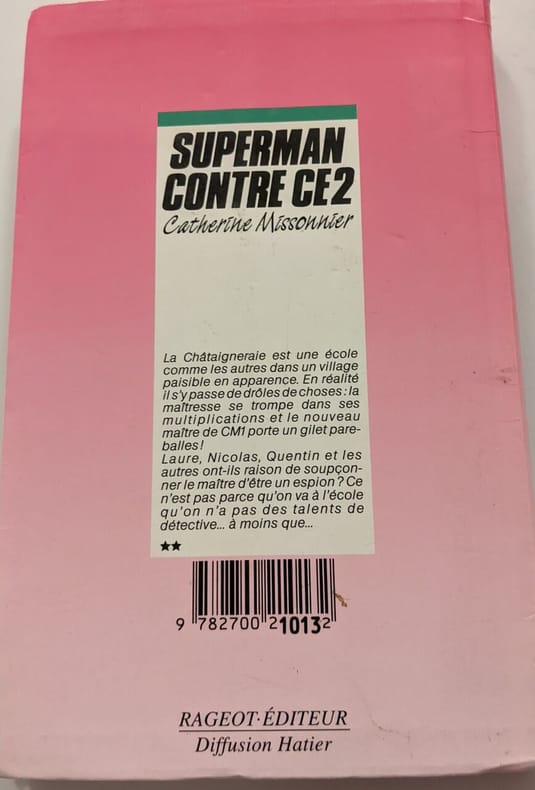 SUPERMAN
CONTRE CE2
Catherine Missonnier
La Châtaigneraie est une école
comme les autres dans un village
paisible en apparence. En réalité
il s'y passe de drôles de choses : la
maîtresse se trompe dans ses
multiplications et le nouveau
maître de CM1 porte un gilet pare-
balles !
Laure, Nicolas, Quentin et les
autres ont-ils raison de soupçon-
ner le maître d'être un espion ? Ce
n'est pas parce qu'on va à l'école
qu'on n'a pas des talents de
détective... à moins que...
★★
9 782700 210132
RAGEOT·ÉDITEUR
Diffusion Hatier